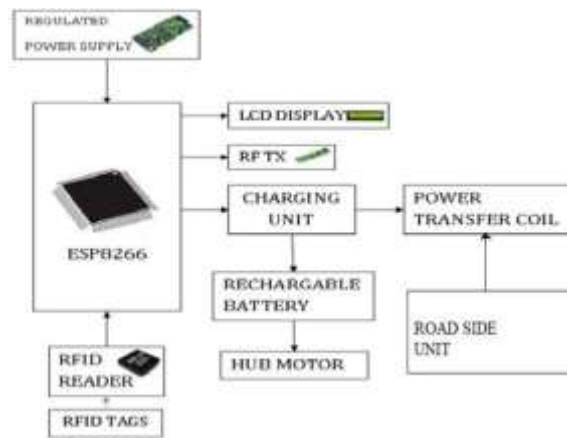 REGULATED
POWER SUPPLY
LCD DISPLAY
RF TX
CHARGING
UNIT
POWER
TRANSFER COIL
ESP8266
RECHARGABLE
BATTERY
ROAD SIDE
UNIT
RFID
READER
HUB MOTOR
RFID TAGS